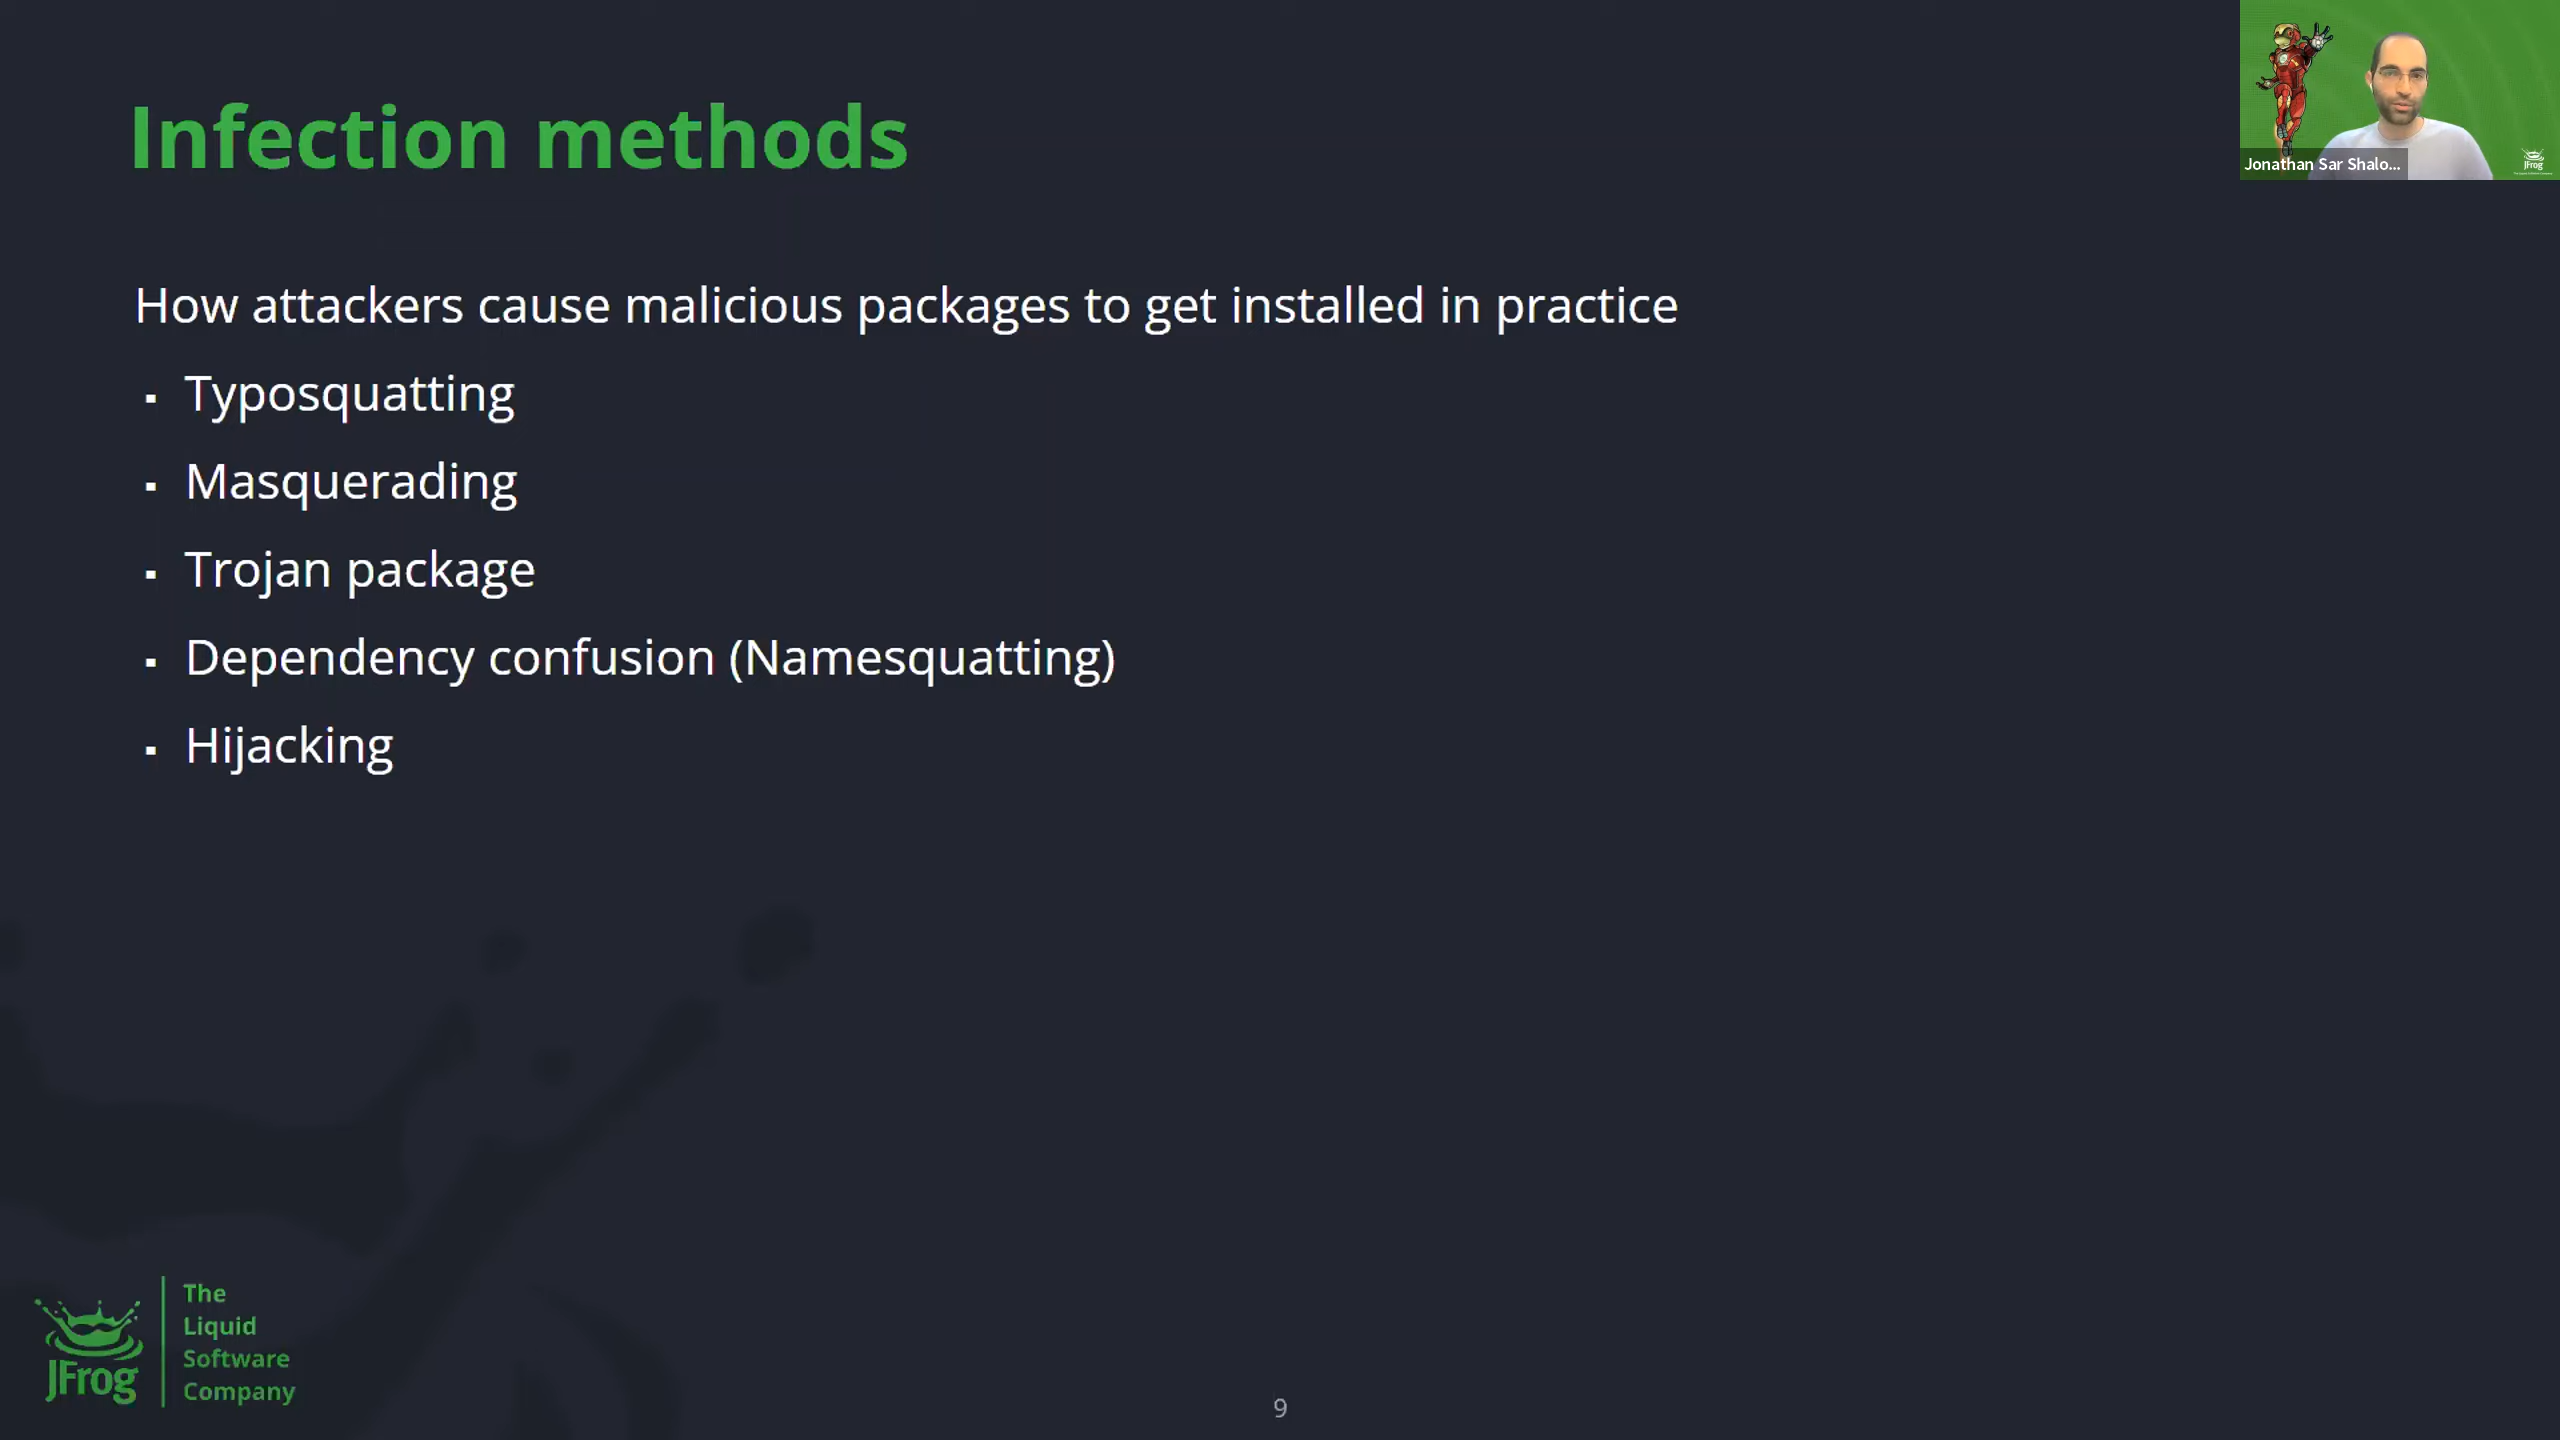 Infection methods
How attackers cause malicious packages to get installed in practice
▪ Typosquatting
▪ Masquerading
▪ Trojan package
▪ Dependency confusion (Namesquatting)
▪ Hijacking
Jonathan Sar Shalo...
JFrog
The
Liquid
Software
Company
JFrog
9